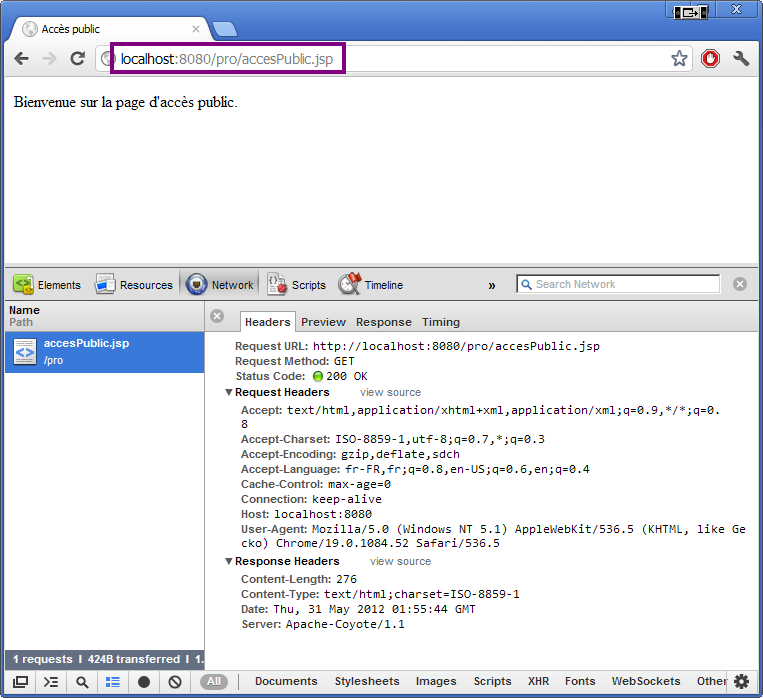 Accès public
localhost:8080/pro/accesPublic.jsp
Bienvenue sur la page d'accès public.
Elements Resources Network Scripts Timeline » Search Network
Name
Path
accesPublic.jsp
/pro
Headers Preview Response Timing
Request URL: http://localhost:8080/pro/accesPublic.jsp
Request Method: GET
Status Code: 200 OK
Request Headers view source
Accept: text/html,application/xhtml+xml,application/xml;q=0.9,*/*;q=0.
8
Accept-Charset: ISO-8859-1,utf-8;q=0.7,*;q=0.3
Accept-Encoding: gzip,deflate,sdch
Accept-Language: fr-FR,fr;q=0.8,en-US;q=0.6,en;q=0.4
Cache-Control: max-age=0
Connection: keep-alive
Host: localhost:8080
User-Agent: Mozilla/5.0 (Windows NT 5.1) AppleWebKit/536.5 (KHTML, like Ge
cko) Chrome/19.0.1084.52 Safari/536.5
Response Headers view source
Content-Length: 276
Content-Type: text/html;charset=ISO-8859-1
Date: Thu, 31 May 2012 01:55:44 GMT
Server: Apache-Coyote/1.1
1 requests | 424B transferred | 1.
All Documents Stylesheets Images Scripts XHR Fonts WebSockets Other